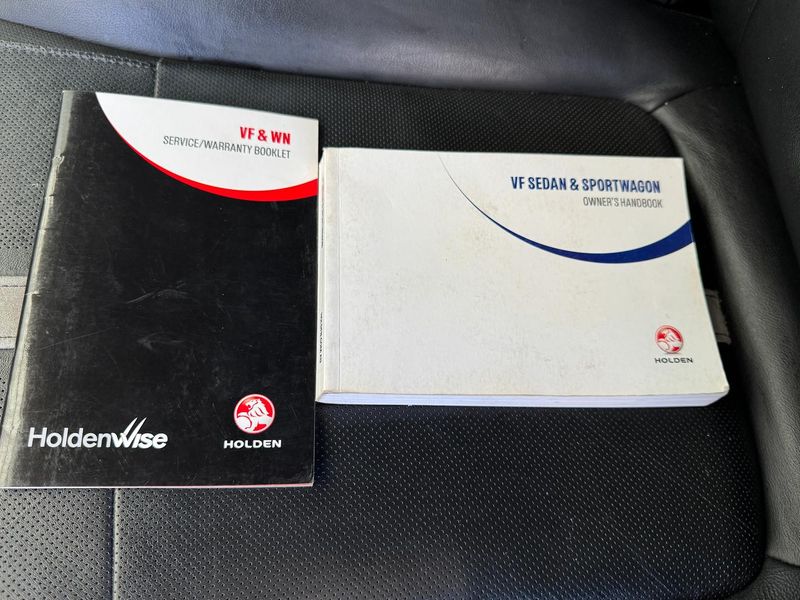 VF & WN
SERVICE/WARRANTY BOOKLET
HoldenWise
HOLDEN
VF SEDAN & SPORTWAGON
OWNER'S HANDBOOK
HOLDEN